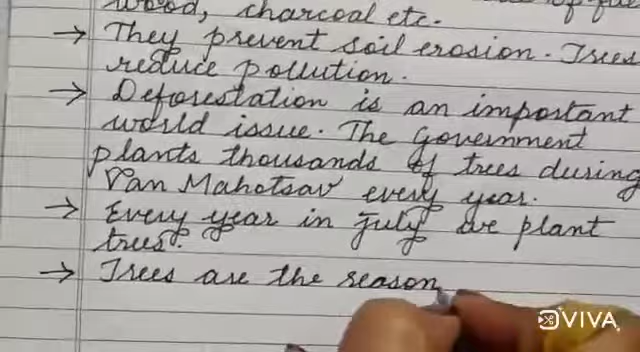 wood, charcoal etc.
→ They prevent soil erosion. Trees
reduce pollution.
→ Deforestation is an important
world issue. The government
plants thousands of trees during
Van Mahotsav every year.
→ Every year in july we plant
trees.
→ Trees are the reason
VIVA